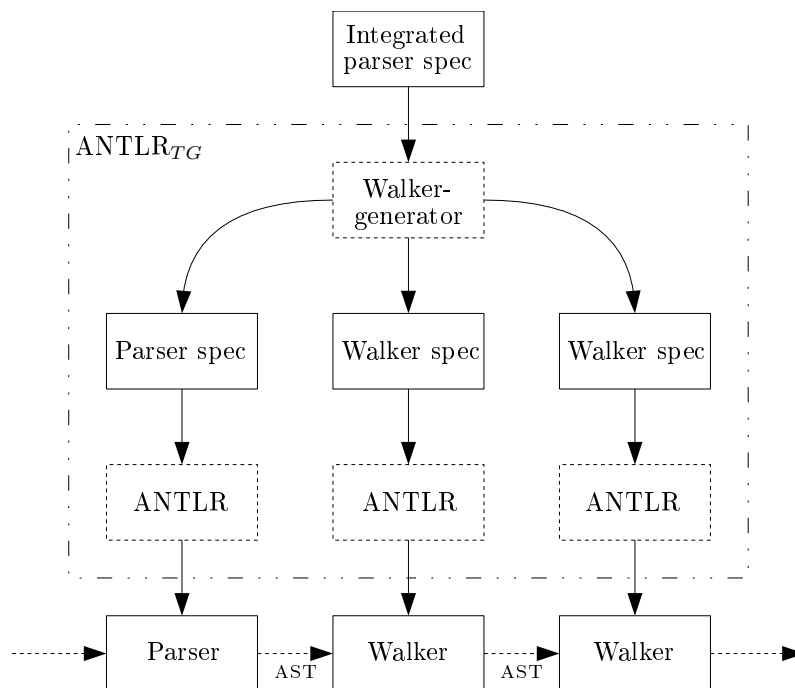 Integrated
parser spec
ANTLR_TG
Walker-
generator
Parser spec
Walker spec
Walker spec
ANTLR
ANTLR
ANTLR
Parser
Walker
Walker
AST
AST